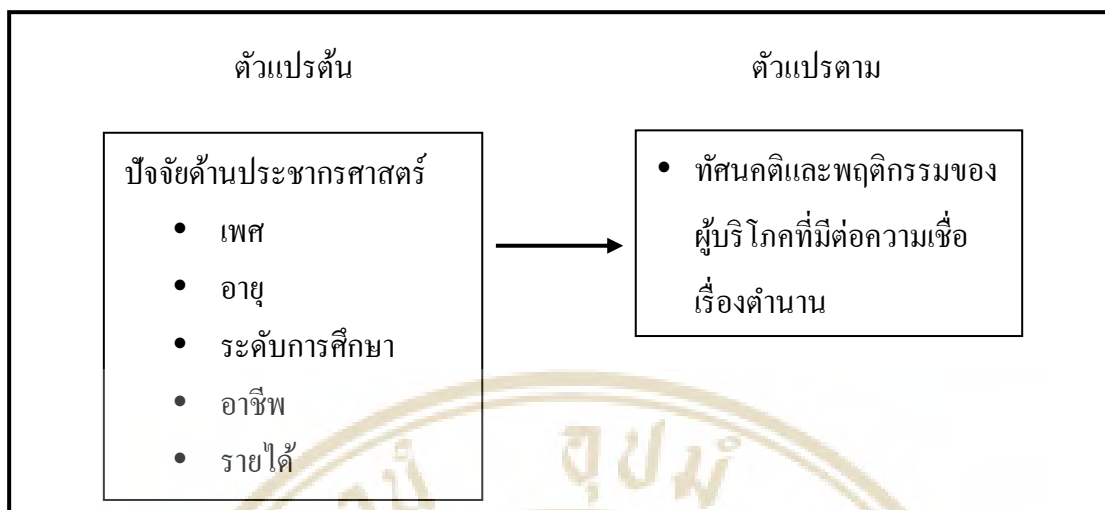 ตัวแปรต้น
ตัวแปรตาม
ปัจจัยด้านประชากรศาสตร์
• เพศ
• อายุ
• ระดับการศึกษา
• อาชีพ
• รายได้
• ทัศนคติและพฤติกรรมของ
ผู้บริโภคที่มีต่อความเชื่อ
เรื่องตำนาน
อุปมํ